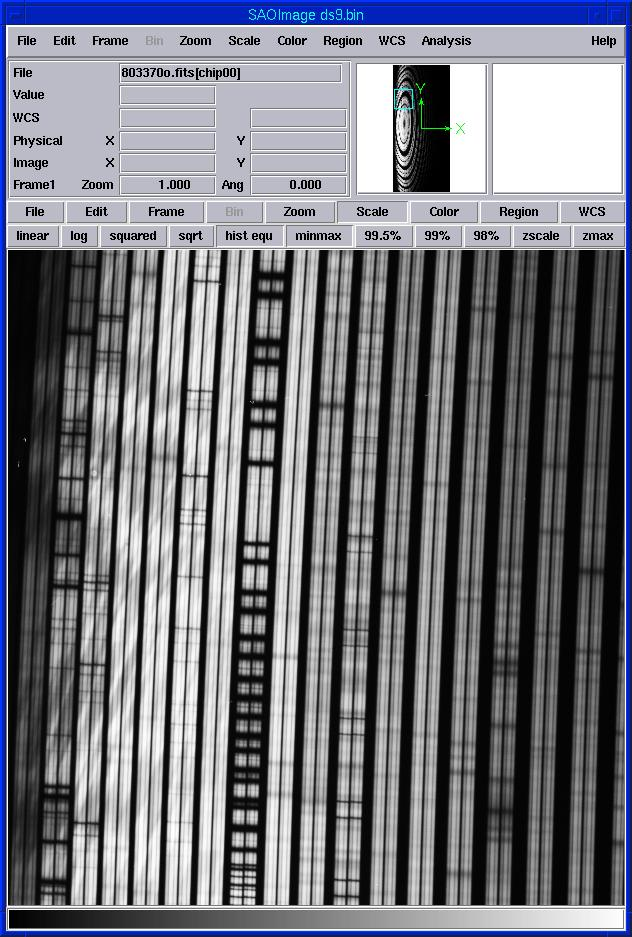 SAOImage ds9.bin
File Edit Frame Bin Zoom Scale Color Region WCS Analysis Help
File 803370o.fits[chip00]
Value
WCS
Physical X Y
Image X Y
Frame1 Zoom 1.000 Ang 0.000
Y
X
File Edit Frame Bin Zoom Scale Color Region WCS
linear log squared sqrt hist equ minmax 99.5% 99% 98% zscale zmax